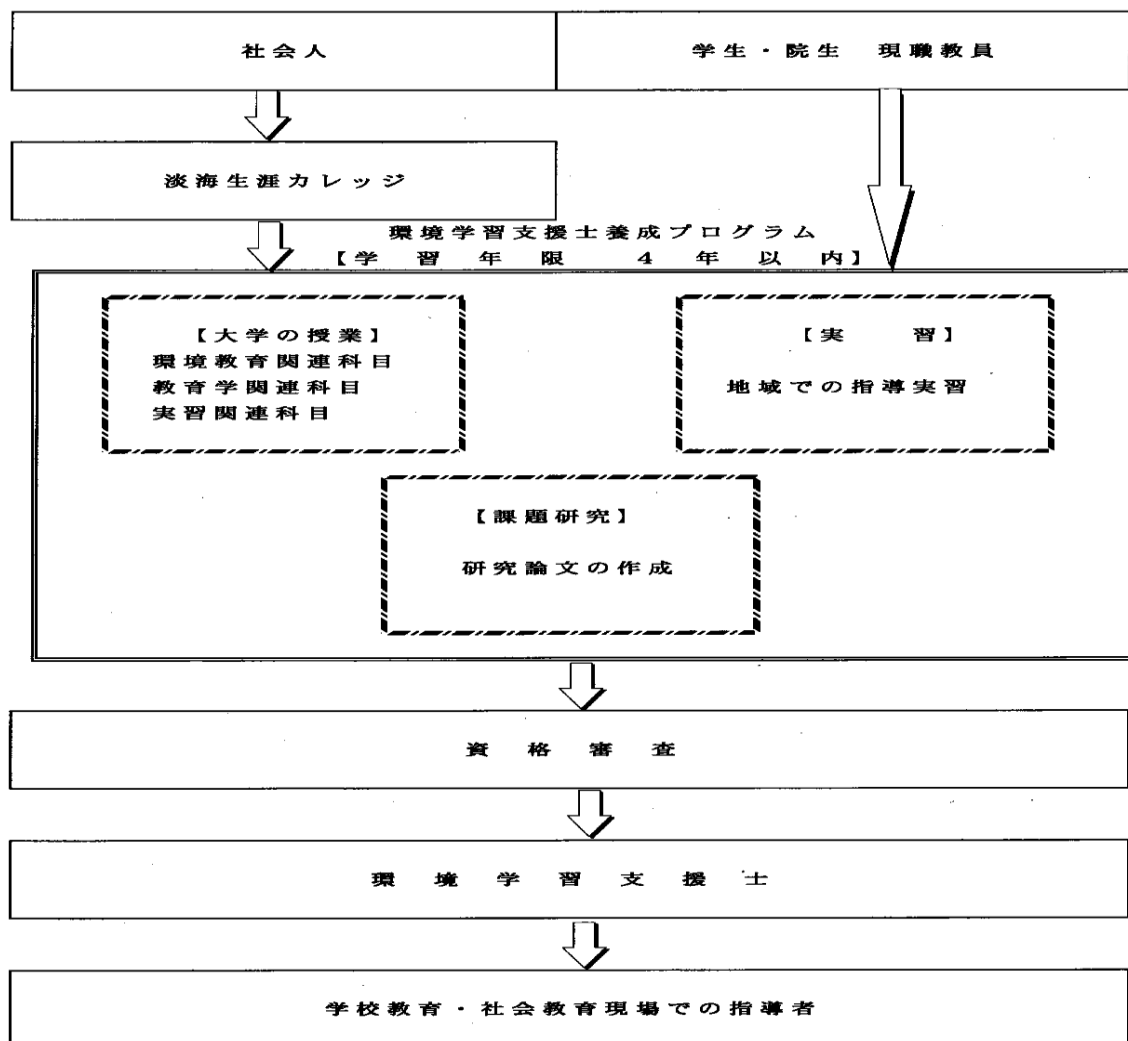 社会人
学生・院生 現職教員
淡海生涯カレッジ
環境学習支援士養成プログラム
【学習年限 4年以内】
【大学の授業】
環境教育関連科目
教育学関連科目
実習関連科目
【実 習】
地域での指導実習
【課題研究】
研究論文の作成
資格審査
環境学習支援士
学校教育・社会教育現場での指導者